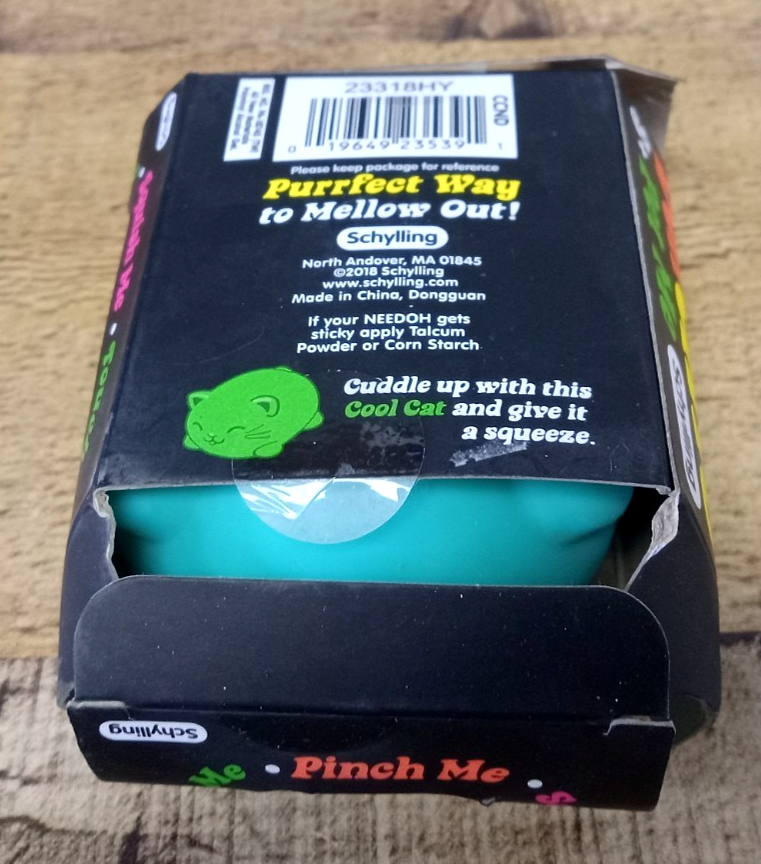 23318HY
CCND
0 19649 23539 1
Please keep package for reference
Purrfect Way
to Mellow Out!
Schylling
North Andover, MA 01845
©2018 Schylling
www.schylling.com
Made in China, Dongguan
If your NEEDOH gets
sticky apply Talcum
Powder or Corn Starch
Cuddle up with this
Cool Cat and give it
a squeeze.
Schylling
Me • Pinch Me •